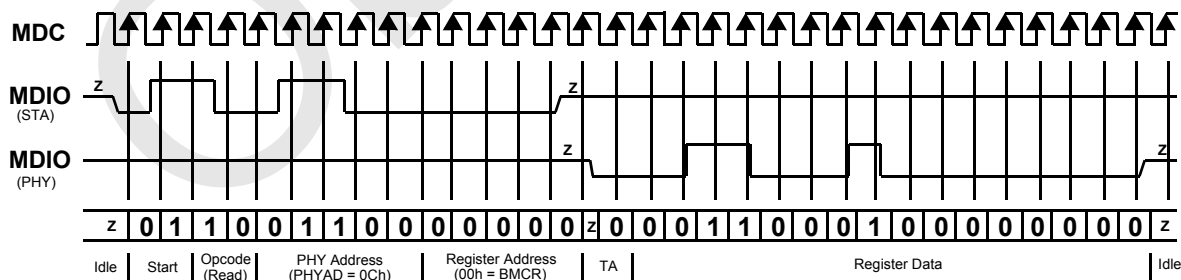 MDC
z z
MDIO
(STA)
z z
MDIO
(PHY)
z 0 1 1 0 0 1 1 0 0 0 0 0 0 0 z 0 0 0 1 1 0 0 0 1 0 0 0 0 0 0 0 0 z
Idle Start Opcode (Read) PHY Address (PHYAD = 0Ch) Register Address (00h = BMCR) TA Register Data Idle